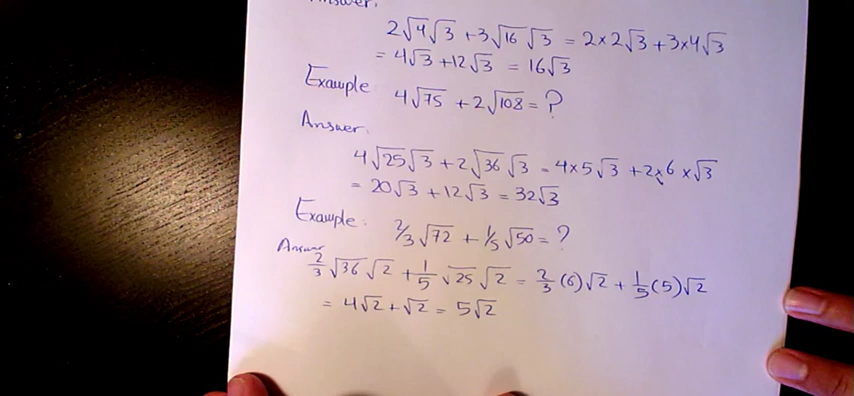 Answer:
2√4 √3 + 3√16 √3 = 2×2√3 + 3×4√3
= 4√3 + 12√3 = 16√3
Example
4√75 + 2√108 = ?
Answer.
4√25 √3 + 2√36 √3 = 4×5√3 + 2×6 × √3
= 20√3 + 12√3 = 32√3
Example: 2/3 √72 + 1/5 √50 = ?
Answer
2/3 √36 √2 + 1/5 √25 √2 = 2/3 (6)√2 + 1/5 (5)√2
= 4√2 + √2 = 5√2